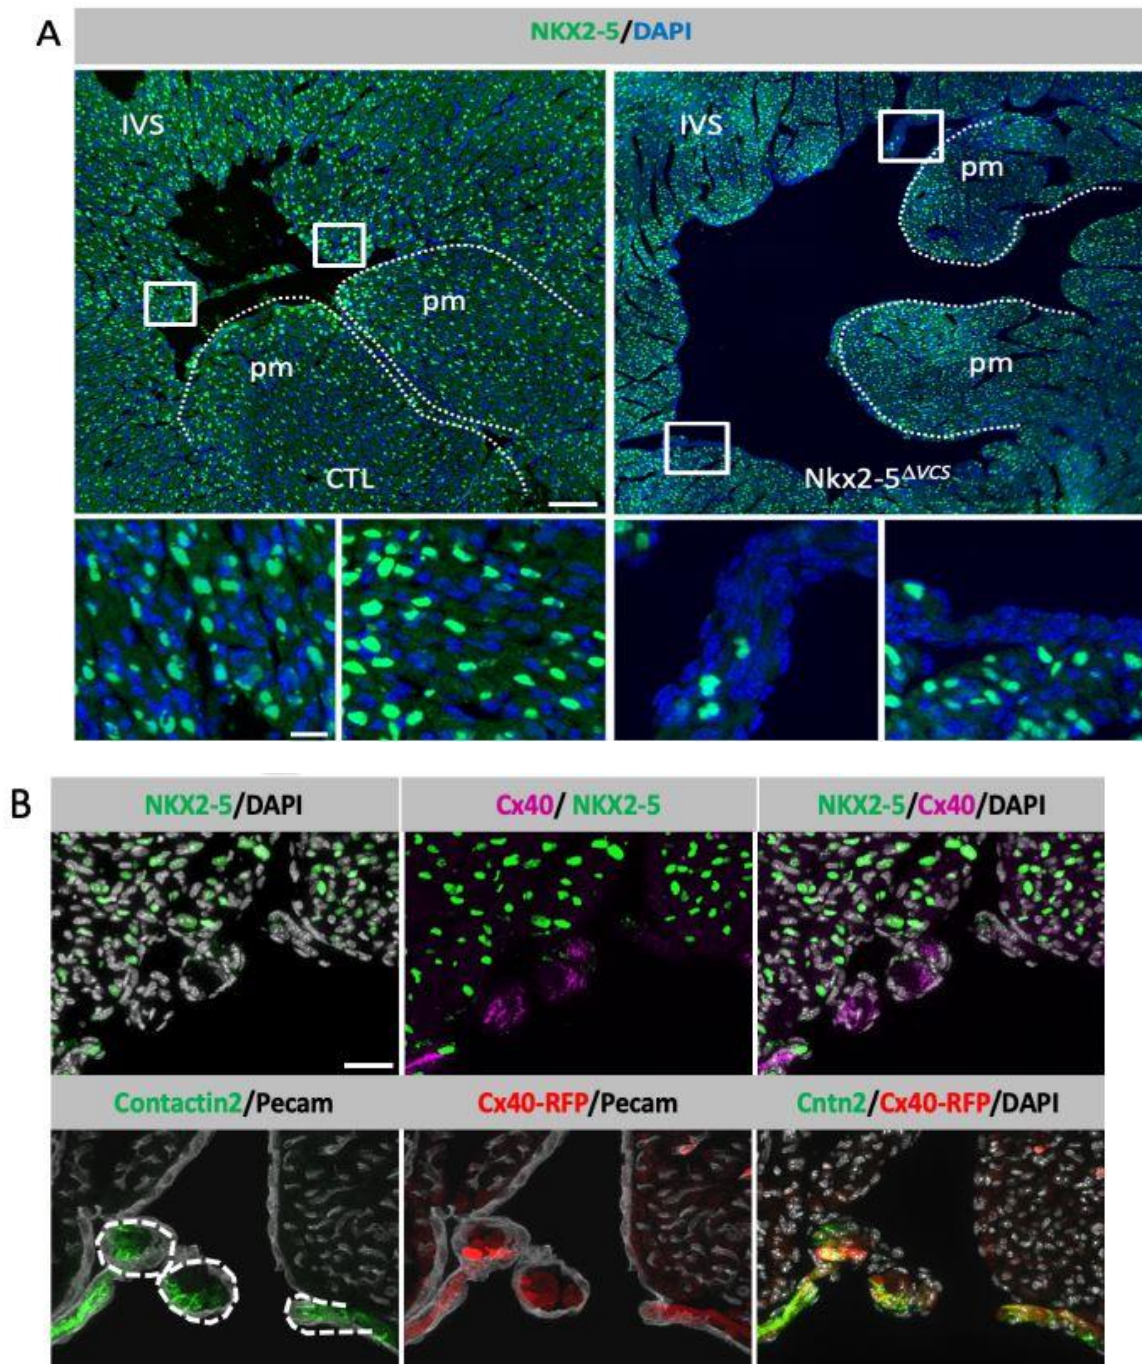 A
NKX2-5/DAPI
IVS
pm
pm
CTL
IVS
pm
pm
Nkx2-5ΔVCS
B
NKX2-5/DAPI
Cx40/ NKX2-5
NKX2-5/Cx40/DAPI
Contactin2/Pecam
Cx40-RFP/Pecam
Cntn2/Cx40-RFP/DAPI